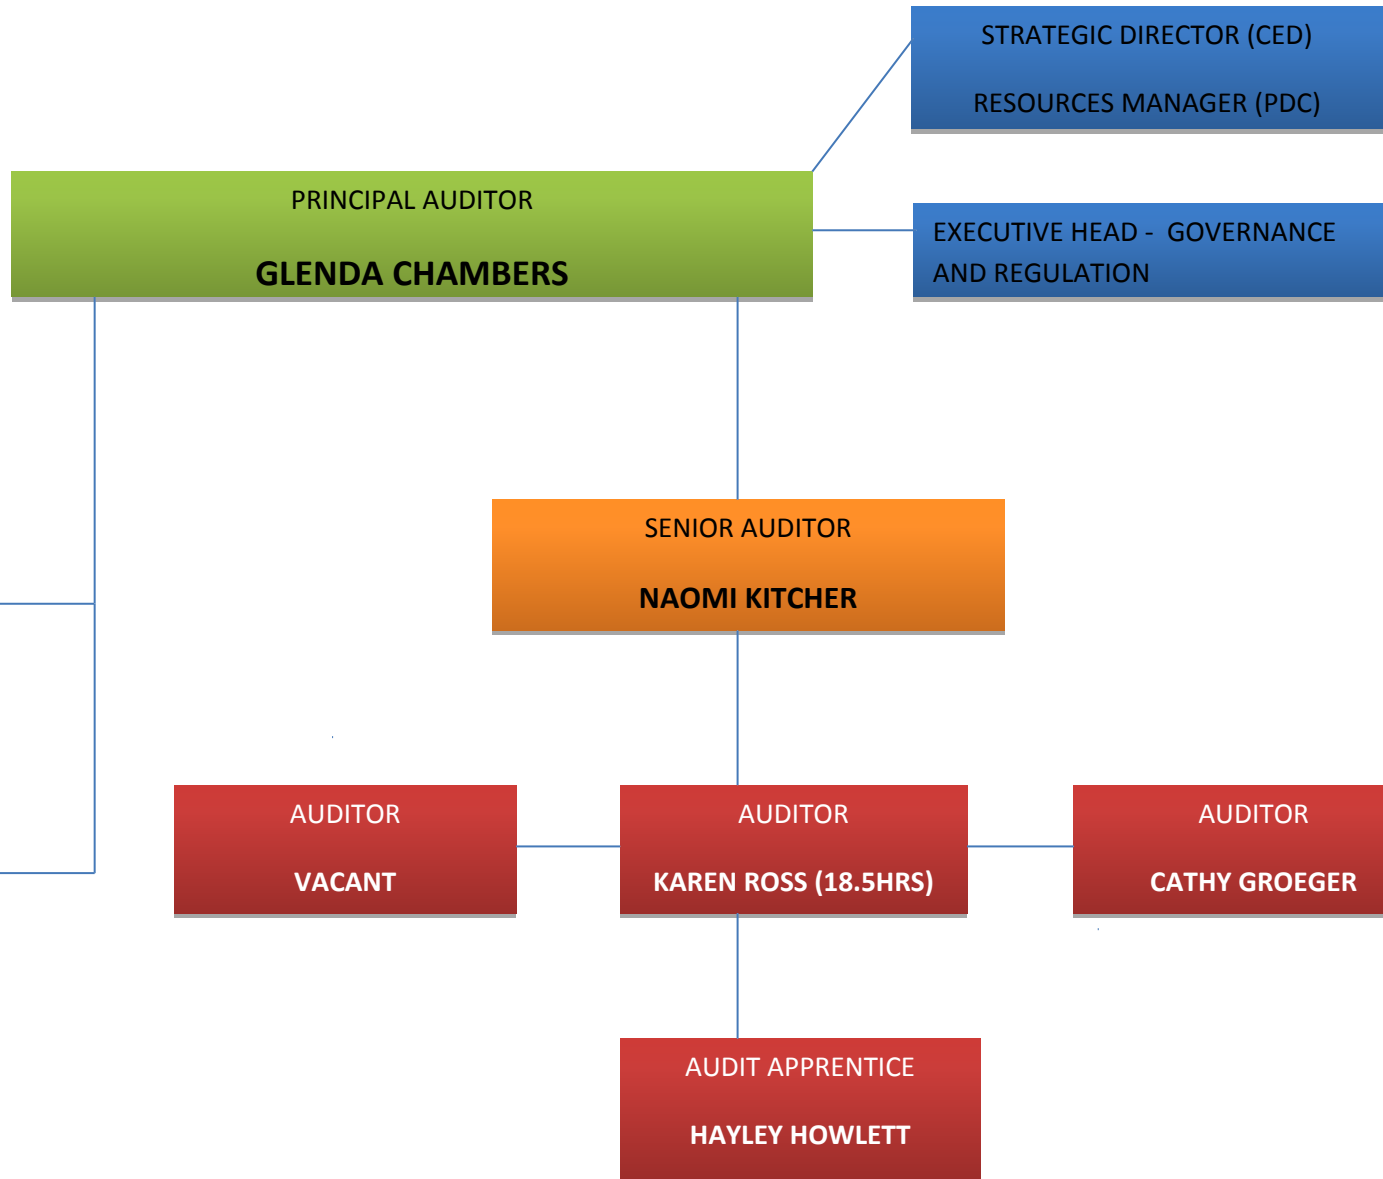 STRATEGIC DIRECTOR (CED)
RESOURCES MANAGER (PDC)
PRINCIPAL AUDITOR
GLENDA CHAMBERS
EXECUTIVE HEAD - GOVERNANCE
AND REGULATION
SENIOR AUDITOR
NAOMI KITCHER
AUDITOR
VACANT
AUDITOR
KAREN ROSS (18.5HRS)
AUDITOR
CATHY GROEGER
AUDIT APPRENTICE
HAYLEY HOWLETT